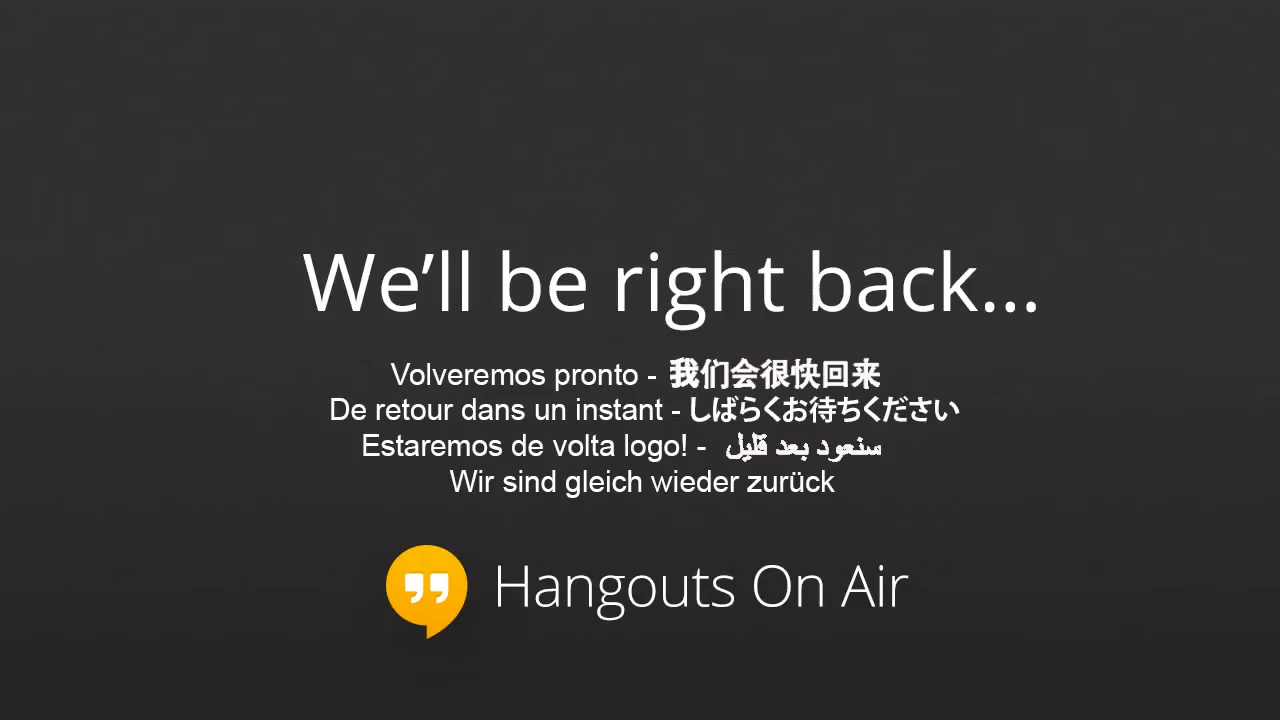 We’ll be right back...
Volveremos pronto - 我们会很快回来
De retour dans un instant - しばらくお待ちください
Estaremos de volta logo! - سنعود بعد قليل
Wir sind gleich wieder zurück
Hangouts On Air